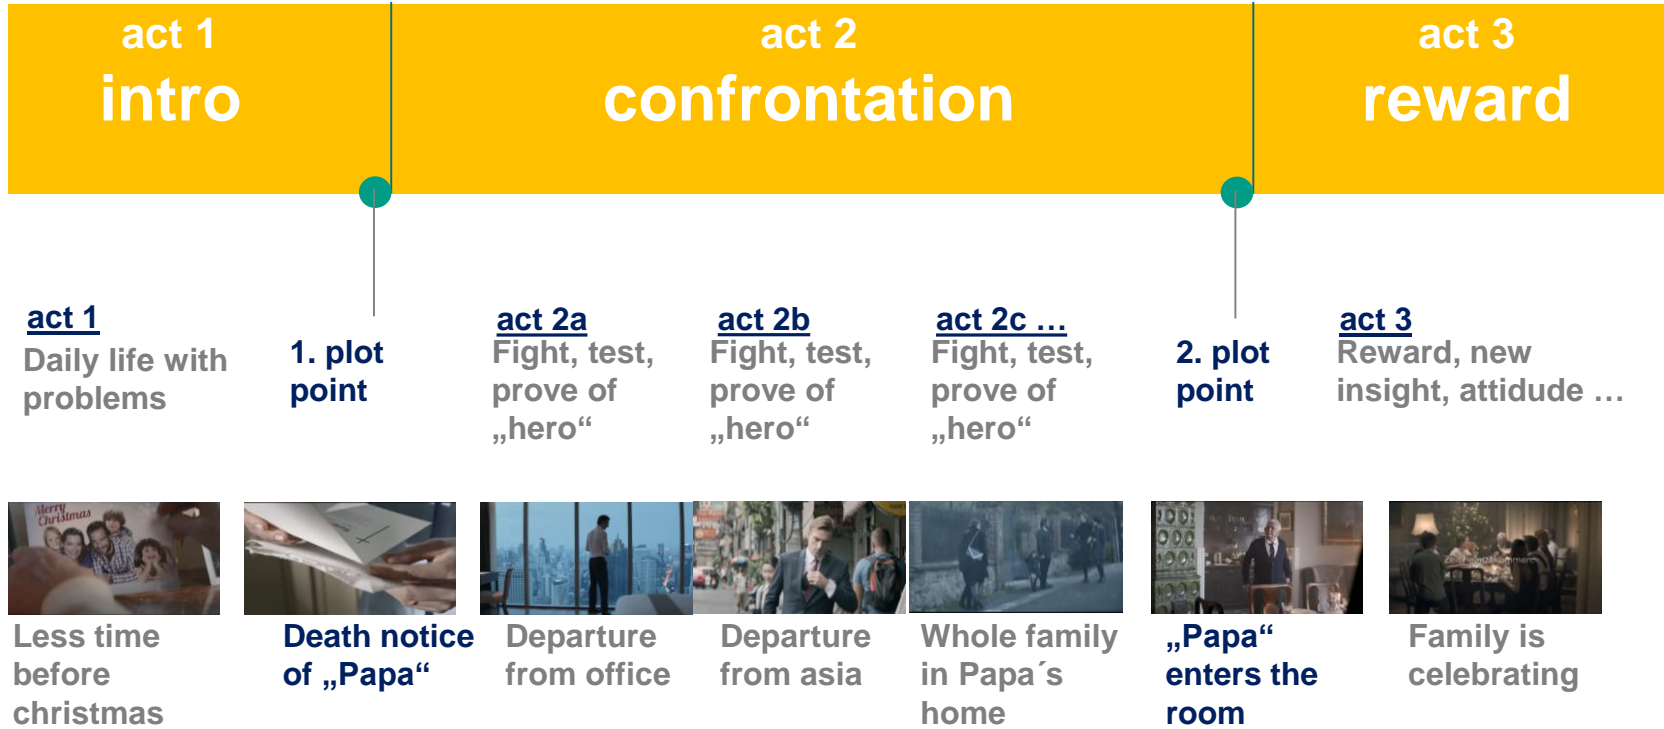 act 1
intro
act 2
confrontation
act 3
reward
act 1
Daily life with
problems
1. plot
point
act 2a
Fight, test,
prove of
„hero“
act 2b
Fight, test,
prove of
„hero“
act 2c …
Fight, test,
prove of
„hero“
2. plot
point
act 3
Reward, new
insight, attidude …
Merry
Christmas
Less time
before
christmas
Death notice
of „Papa“
Departure
from office
Departure
from asia
Whole family
in Papa´s
home
„Papa“
enters the
room
Family is
celebrating